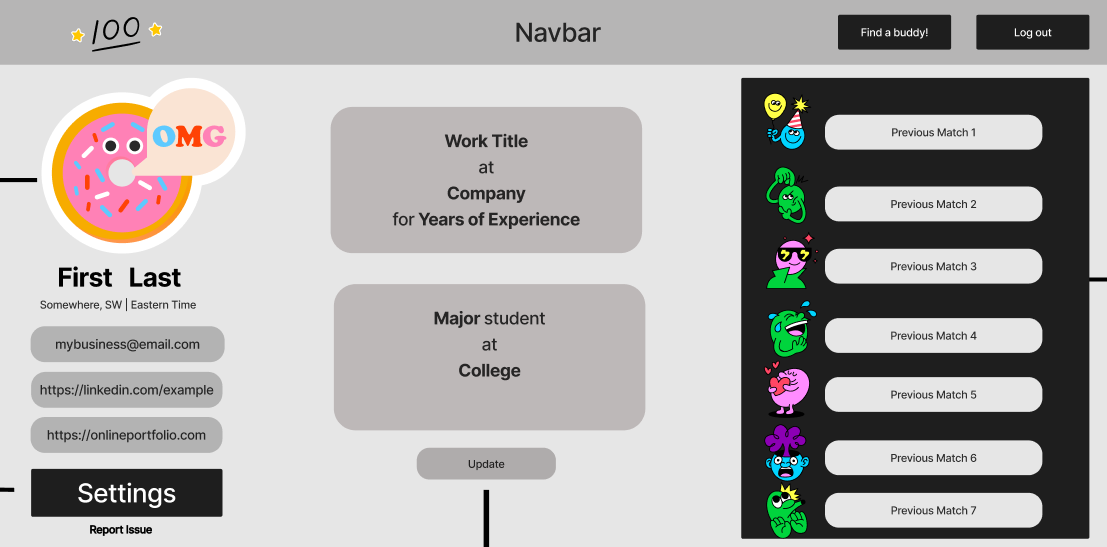 100
Navbar
Find a buddy!
Log out
OMG
First Last
Somewhere, SW | Eastern Time
mybusiness@email.com
https://linkedin.com/example
https://onlineportfolio.com
Settings
Report Issue
Work Title
at
Company
for Years of Experience
Major student
at
College
Update
Previous Match 1
Previous Match 2
Previous Match 3
Previous Match 4
Previous Match 5
Previous Match 6
Previous Match 7